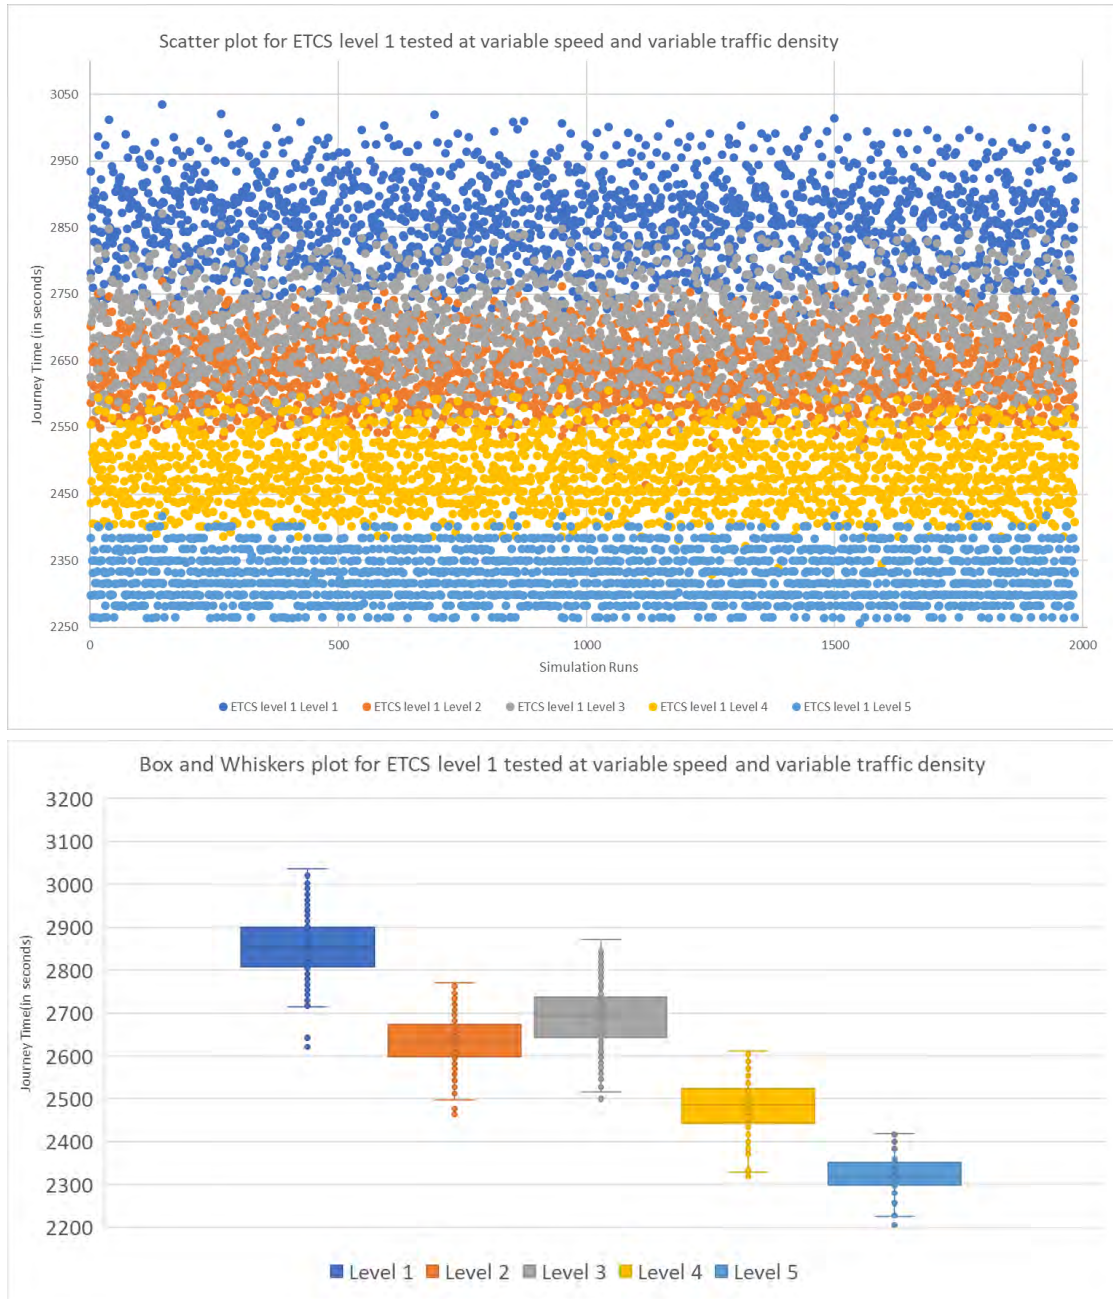 Scatter plot for ETCS level 1 tested at variable speed and variable traffic density
3050
2950
2850
2750
2650
2550
2450
2350
2250
Journey Time (in seconds)
0 500 1000 1500 2000
Simulation Runs
ETCS level 1 Level 1 ETCS level 1 Level 2 ETCS level 1 Level 3 ETCS level 1 Level 4 ETCS level 1 Level 5
Box and Whiskers plot for ETCS level 1 tested at variable speed and variable traffic density
3200
3100
3000
2900
2800
2700
2600
2500
2400
2300
2200
Journey Time(in seconds)
Level 1 Level 2 Level 3 Level 4 Level 5